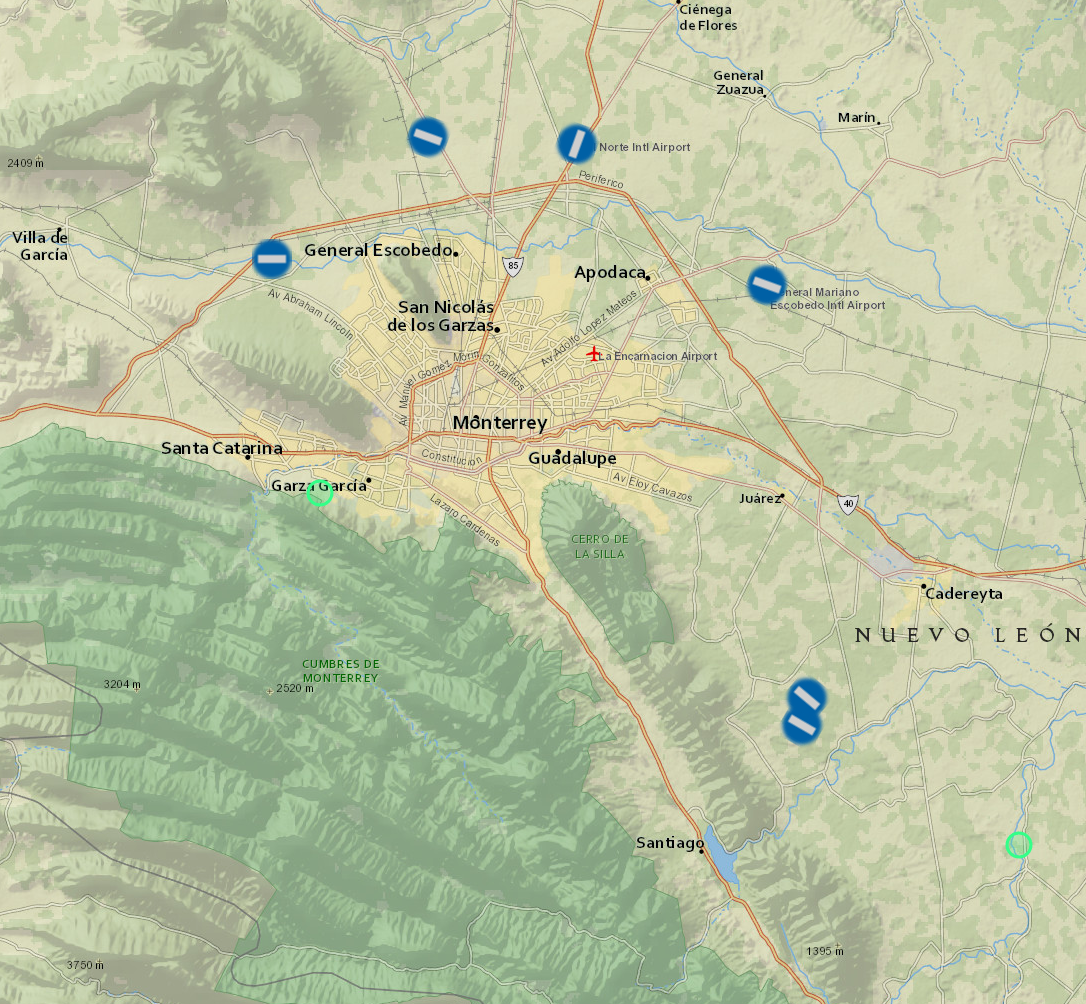 Ciénega
de Flores
General
Zuazua
Marín
Norte Intl Airport
2409 m
Periferico
Villa de
García
General Escobedo
85
Apodaca
neral Mariano
Escobedo Intl Airport
Av Abraham Lincoln
San Nicolás
de los Garzas
Av Adolfo Lopez Mateos
La Encarnacion Airport
Av Manuel Gomez Morin
Gonzalitos
Monterrey
Santa Catarina
Constitucion
Guadalupe
Garza García
Av Eloy Cavazos
Juárez
40
Lazaro Cardenas
CERRO DE
LA SILLA
Cadereyta
NUEVO LEÓN
CUMBRES DE
MONTERREY
3204 m
2520 m
Santiago
1395 m
3750 m